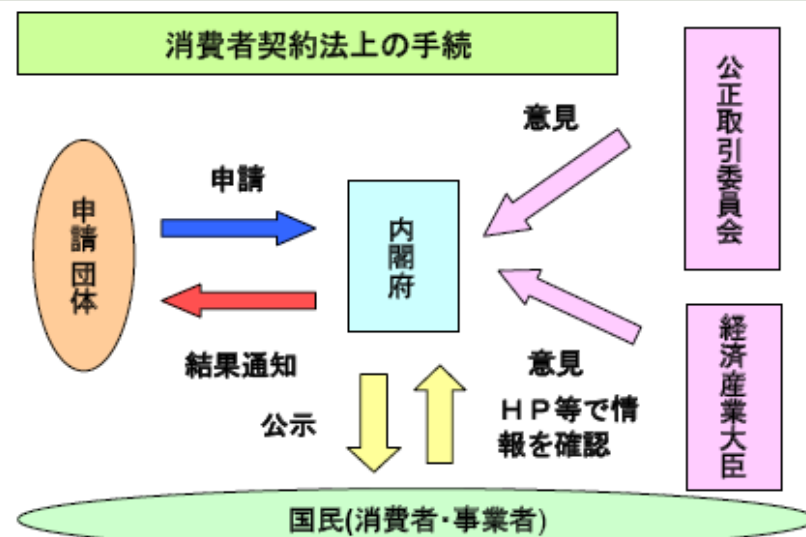 消費者契約法上の手続
公正取引委員会
意見
申請
申請団体
内閣府
結果通知
意見
経済産業大臣
公示
HP等で情
報を確認
国民(消費者・事業者)